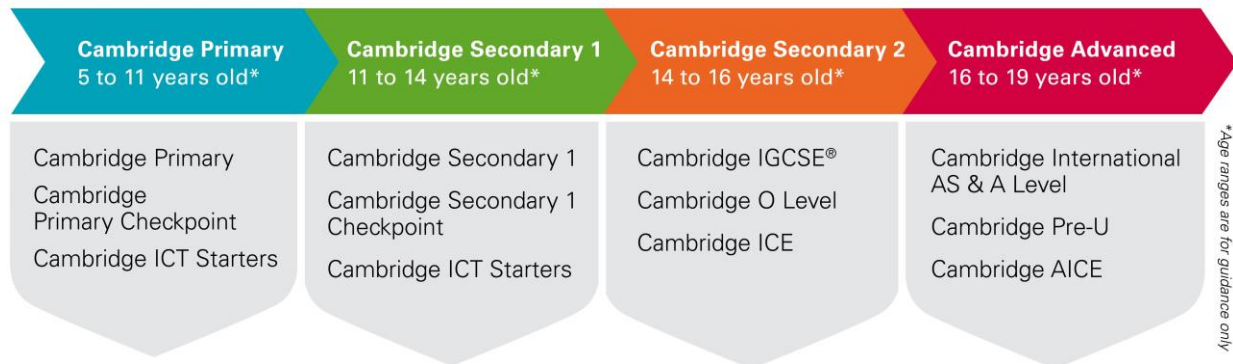 Cambridge Primary
5 to 11 years old*
Cambridge Secondary 1
11 to 14 years old*
Cambridge Secondary 2
14 to 16 years old*
Cambridge Advanced
16 to 19 years old*
Cambridge Primary
Cambridge
Primary Checkpoint
Cambridge ICT Starters
Cambridge Secondary 1
Cambridge Secondary 1
Checkpoint
Cambridge ICT Starters
Cambridge IGCSE®
Cambridge O Level
Cambridge ICE
Cambridge International
AS & A Level
Cambridge Pre-U
Cambridge AICE
*Age ranges are for guidance only